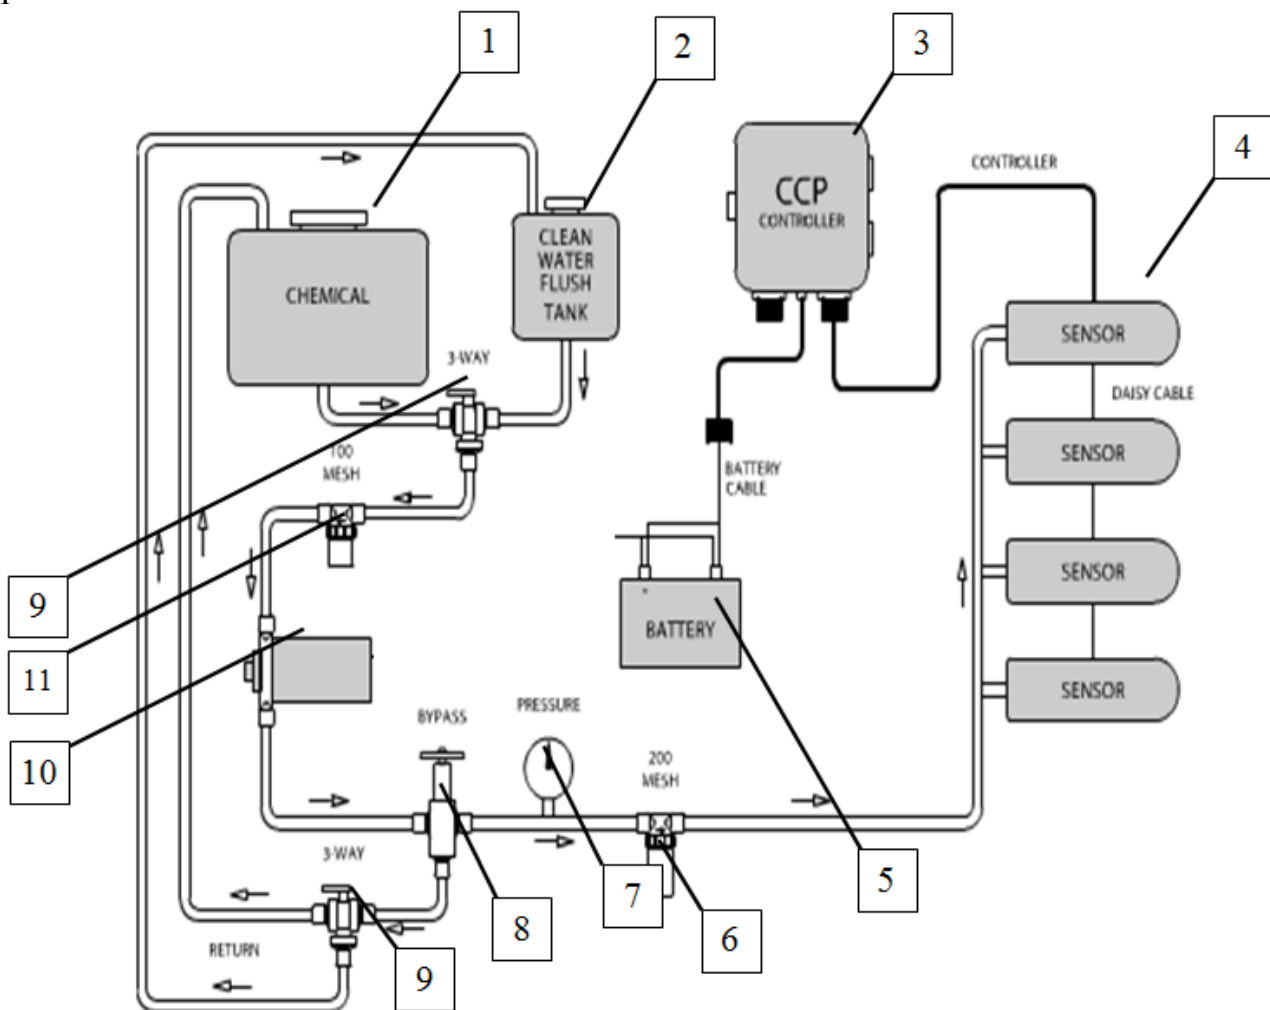 1
2
3
4
CCP
CONTROLLER
CONTROLLER
CLEAN
WATER
FLUSH
TANK
CHEMICAL
SENSOR
3-WAY
DAISY CABLE
100
MESH
SENSOR
BATTERY
CABLE
9
SENSOR
11
BATTERY
10
SENSOR
BYPASS
PRESSURE
200
MESH
3-WAY
5
7
8
6
RETURN
9